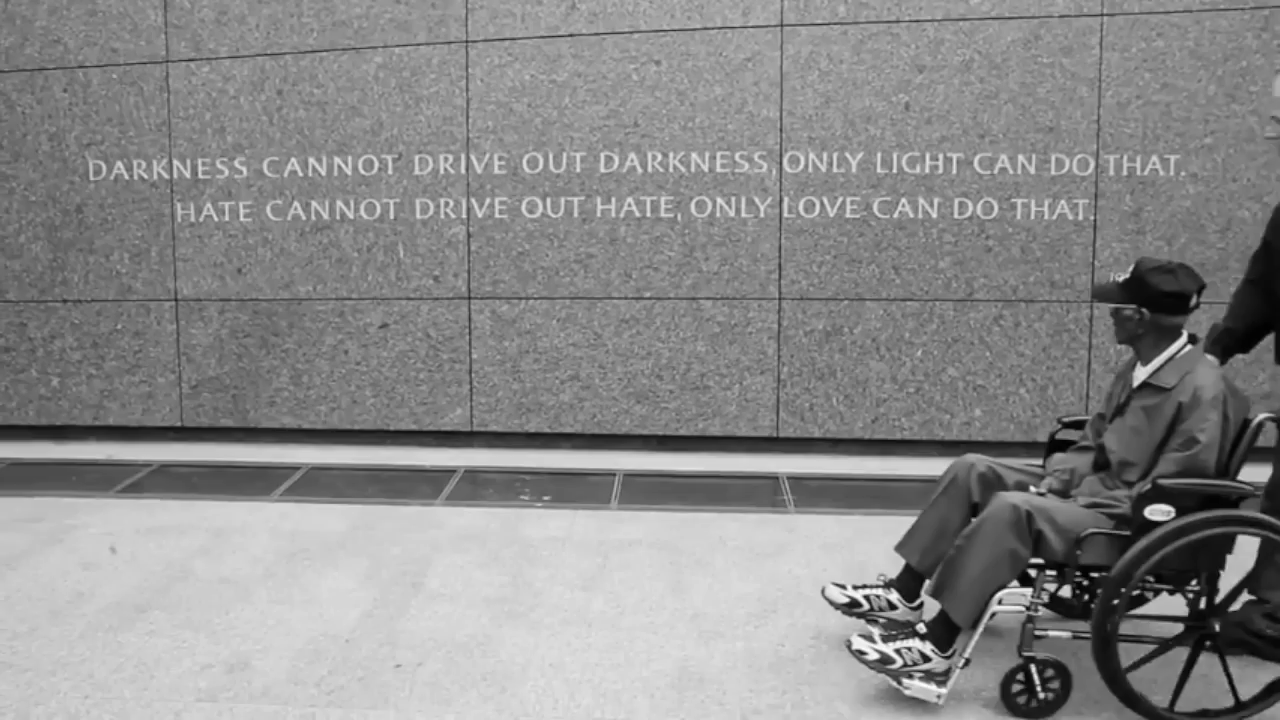 DARKNESS CANNOT DRIVE OUT DARKNESS, ONLY LIGHT CAN DO THAT.
HATE CANNOT DRIVE OUT HATE, ONLY LOVE CAN DO THAT.
N
N